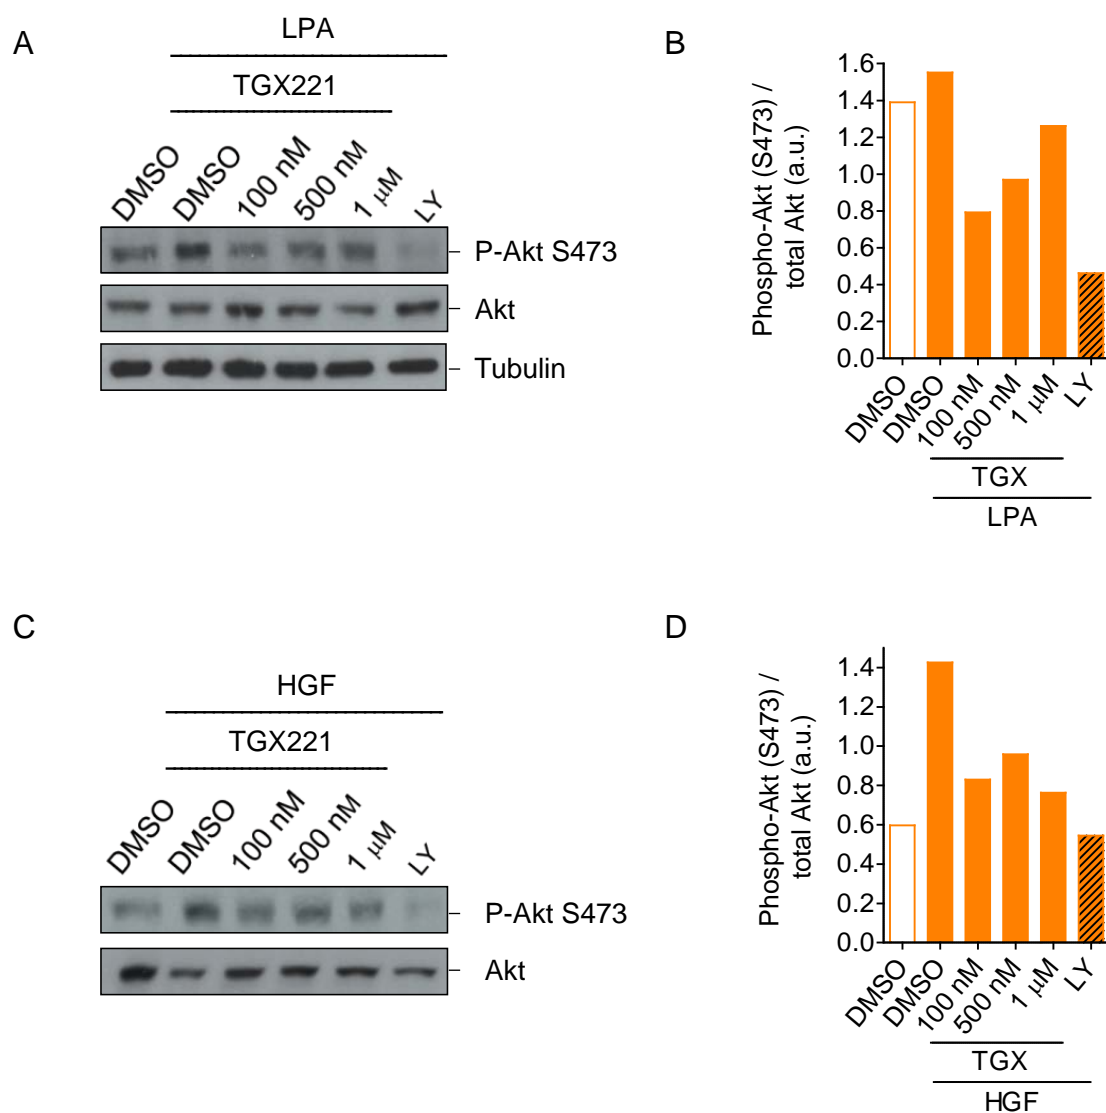 A
LPA
TGX221
DMSO
DMSO
100 nM
500 nM
1 μM
LY
P-Akt S473
Akt
Tubulin
B
Phospho-Akt (S473) /
total Akt (a.u.)
1.6
1.4
1.2
1.0
0.8
0.6
0.4
0.2
0.0
DMSO
DMSO
100 nM
500 nM
1 μM
LY
TGX
LPA
C
HGF
TGX221
DMSO
DMSO
100 nM
500 nM
1 μM
LY
P-Akt S473
Akt
D
Phospho-Akt (S473) /
total Akt (a.u.)
1.4
1.2
1.0
0.8
0.6
0.4
0.2
0.0
DMSO
DMSO
100 nM
500 nM
1 μM
LY
TGX
HGF